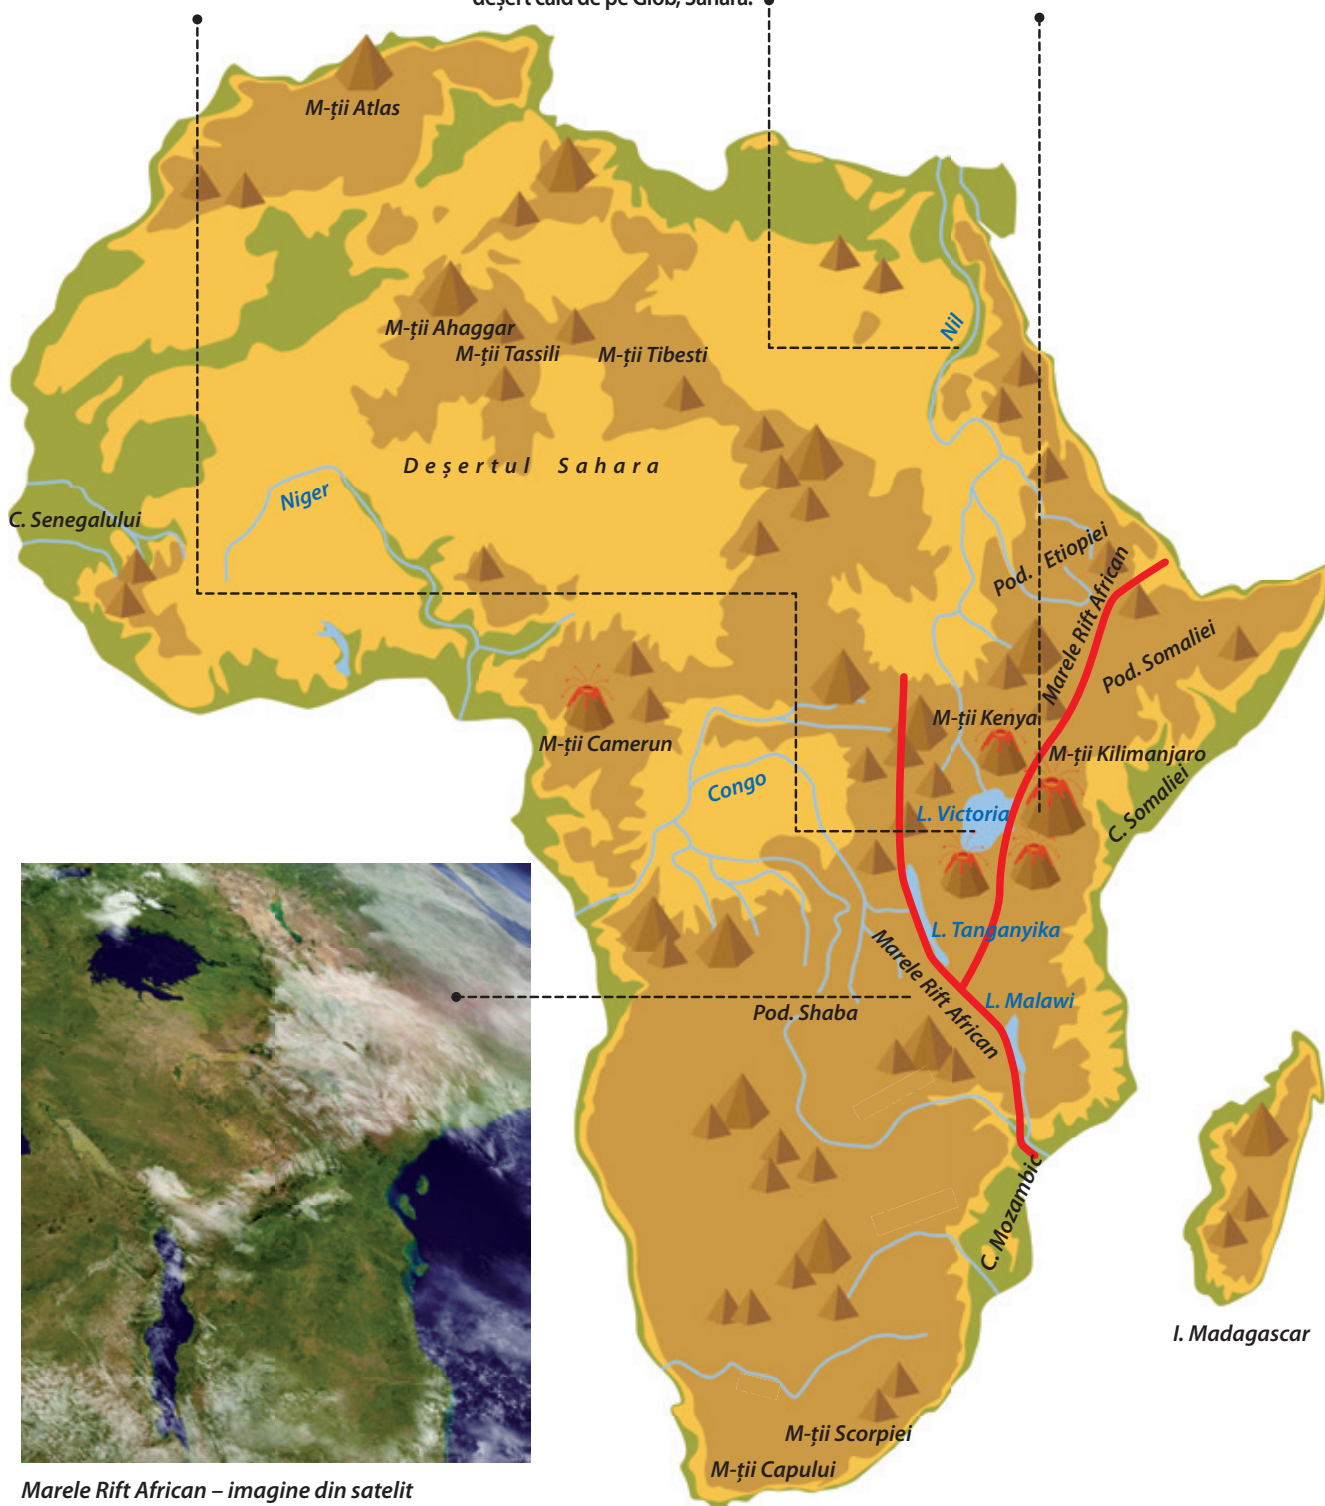 deșert cald de pe Glob, Sahara.
M-ții Atlas
Nil
M-ții Ahaggar
M-ții Tassili
M-ții Tibesti
Deșertul Sahara
Niger
C. Senegalului
Pod. Etiopiei
Marele Rift African
Pod. Somaliei
M-ții Kenya
M-ții Camerun
M-ții Kilimanjaro
Congo
C. Somaliei
L. Victoria
L. Tanganyika
Marele Rift African
L. Malawi
Pod. Shaba
C. Mozambic
I. Madagascar
M-ții Scorpiei
M-ții Capului
Marele Rift African – imagine din satelit